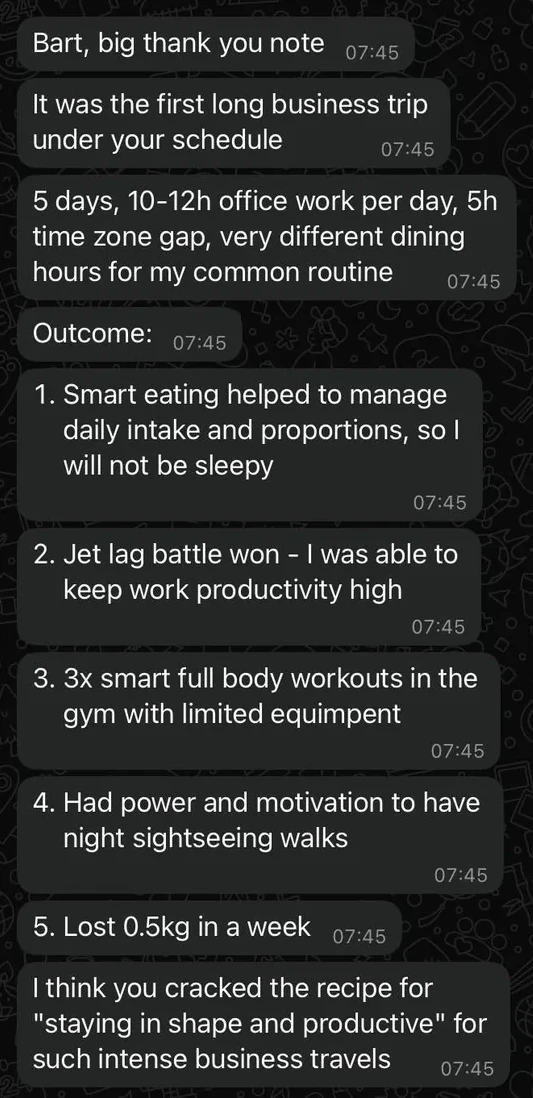 Bart, big thank you note 07:45
It was the first long business trip
under your schedule 07:45
5 days, 10-12h office work per day, 5h
time zone gap, very different dining
hours for my common routine 07:45
Outcome: 07:45
1. Smart eating helped to manage
daily intake and proportions, so I
will not be sleepy
07:45
2. Jet lag battle won - I was able to
keep work productivity high
07:45
3. 3x smart full body workouts in the
gym with limited equimpent
07:45
4. Had power and motivation to have
night sightseeing walks
07:45
5. Lost 0.5kg in a week 07:45
I think you cracked the recipe for
"staying in shape and productive" for
such intense business travels 07:45